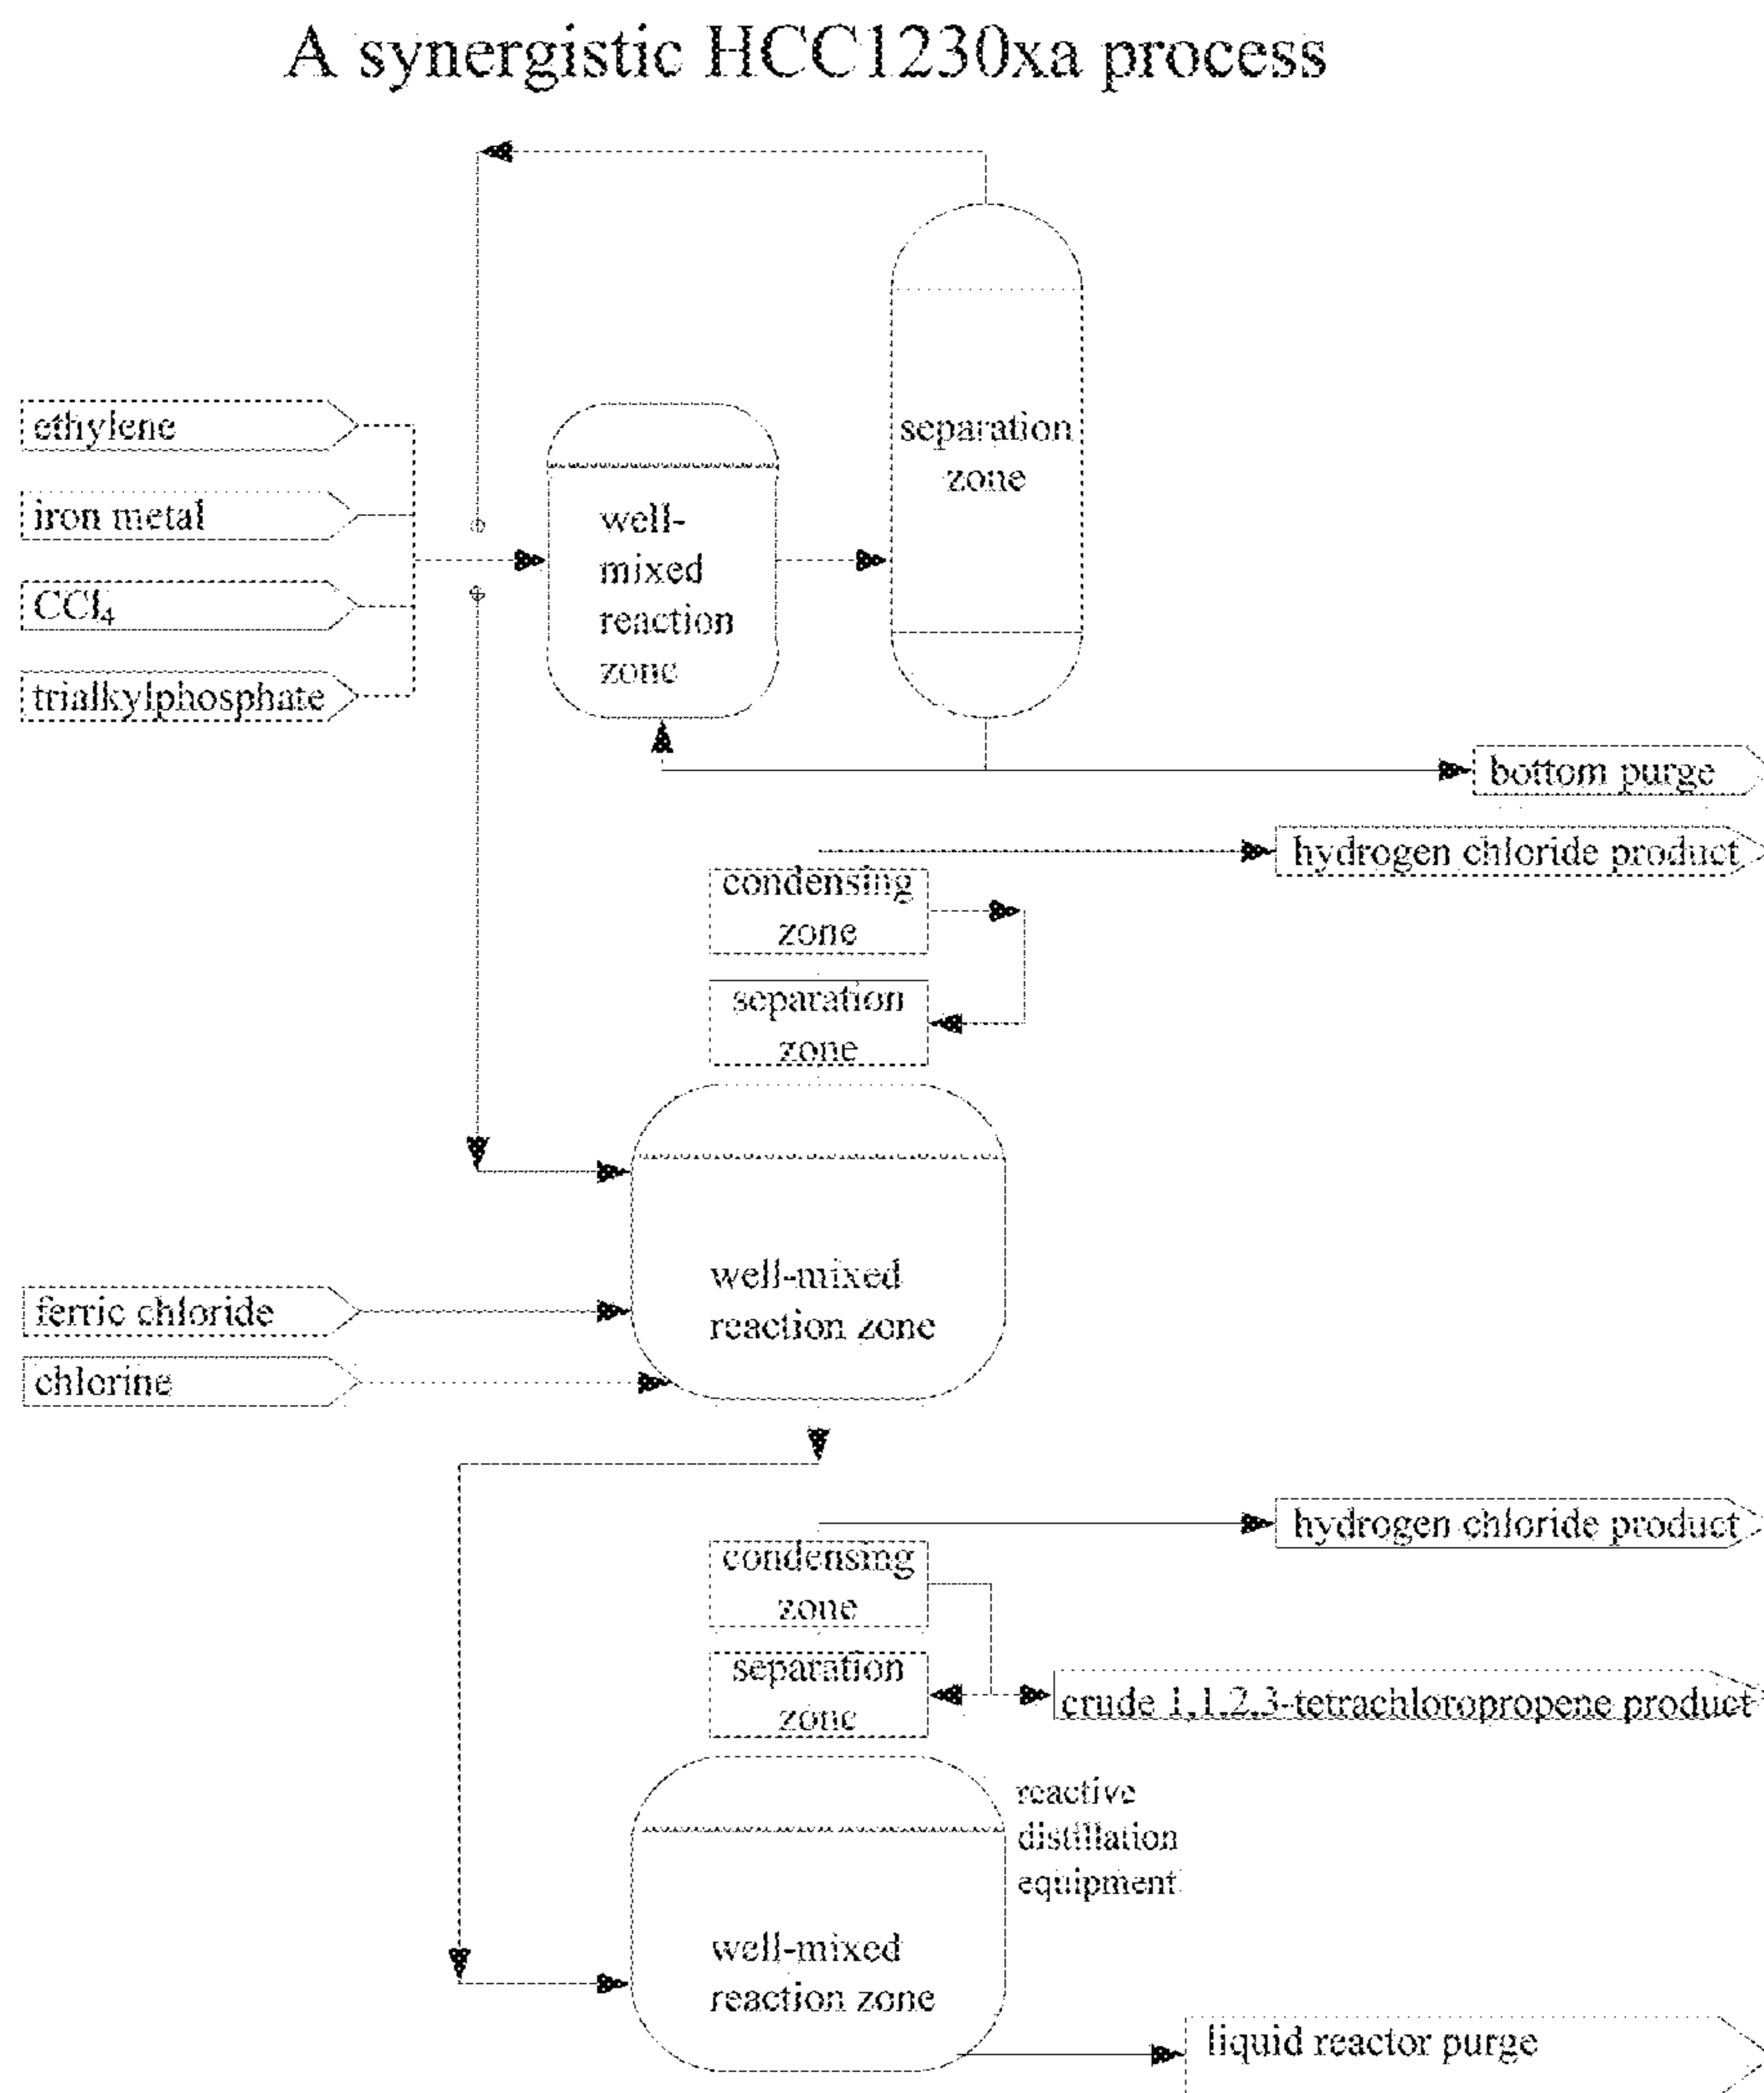 A synergistic HCC1230xa process
ethylene
iron metal
CCl₄
trialkylphosphate
well-
mixed
reaction
zone
separation
zone
bottom purge
hydrogen chloride product
condensing
zone
separation
zone
well-mixed
reaction zone
ferric chloride
chlorine
hydrogen chloride product
condensing
zone
separation
zone
crude 1,1,2,3-tetrachloropropene product
reactive
distillation
equipment
well-mixed
reaction zone
liquid reactor purge